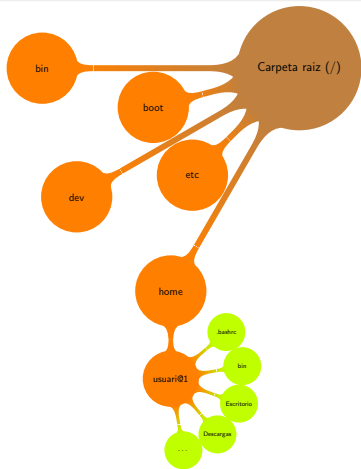 Carpeta raiz (/)
bin
boot
etc
dev
home
usuari@1
.bashrc
bin
Escritorio
Descargas
...